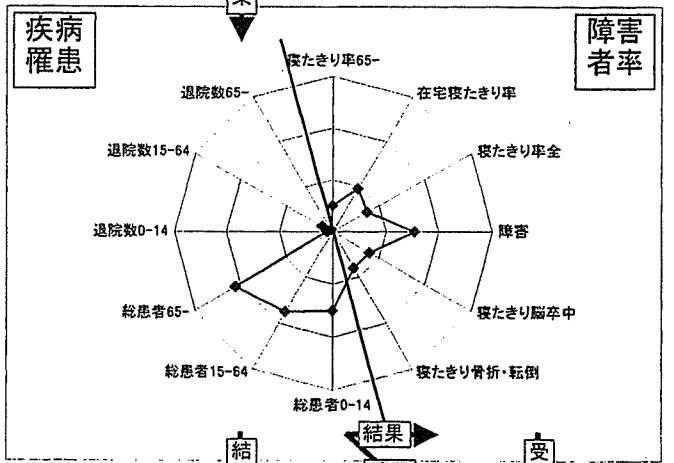 疾病
罹患
障害
者率
寝たきり率65-
退院数65-
在宅寝たきり率
退院数15-64
寝たきり率全
退院数0-14
障害
総患者65-
寝たきり脳卒中
総患者15-64
寝たきり骨折・転倒
総患者0-14
結果
結
受